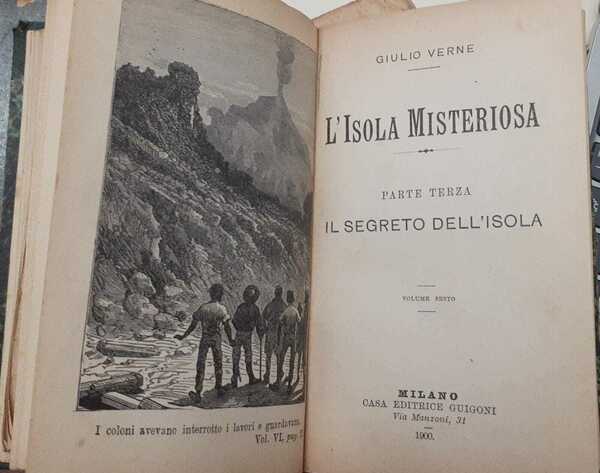 I coloni avevano interrotto i lavori e guardavano.
Vol. VI, pag.
GIULIO VERNE
L'ISOLA MISTERIOSA
PARTE TERZA
IL SEGRETO DELL'ISOLA
VOLUME SESTO
MILANO
CASA EDITRICE GUIGONI
Via Manzoni, 31
1900.